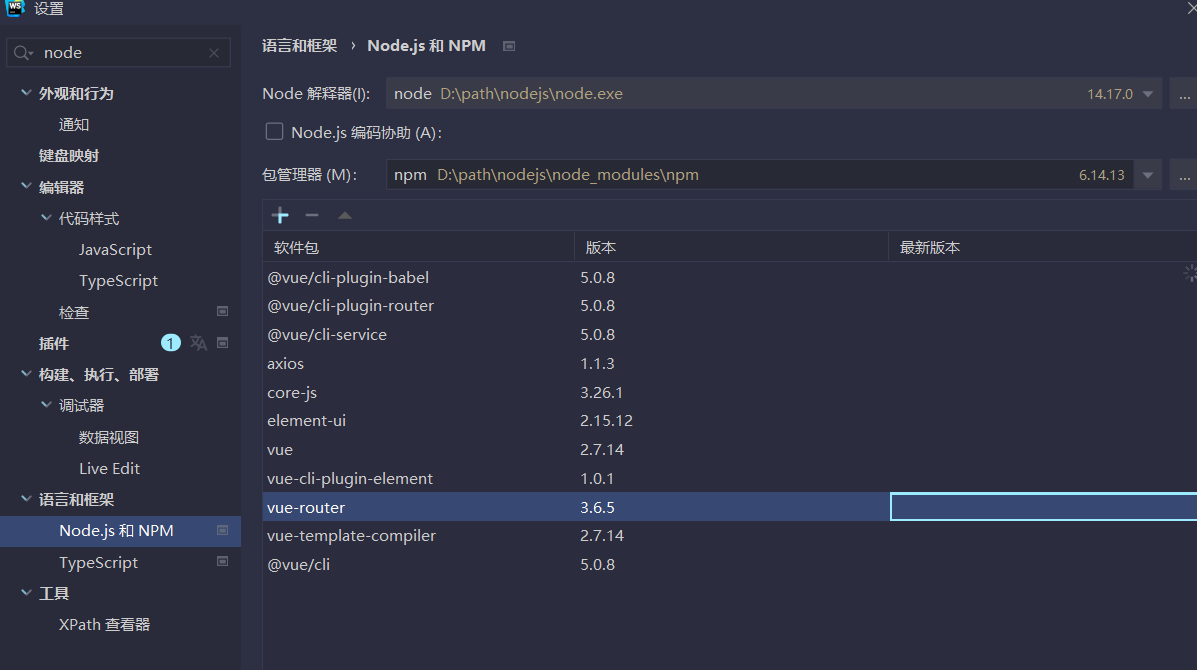 WS 设置
node
外观和行为
通知
键盘映射
编辑器
代码样式
JavaScript
TypeScript
检查
插件 1
构建、执行、部署
调试器
数据视图
Live Edit
语言和框架
Node.js 和 NPM
TypeScript
工具
XPath 查看器
语言和框架 › Node.js 和 NPM
Node 解释器(I): node D:\path\nodejs\node.exe 14.17.0 ...
Node.js 编码协助 (A):
包管理器 (M): npm D:\path\nodejs\node_modules\npm 6.14.13 ...
软件包 版本 最新版本
@vue/cli-plugin-babel 5.0.8
@vue/cli-plugin-router 5.0.8
@vue/cli-service 5.0.8
axios 1.1.3
core-js 3.26.1
element-ui 2.15.12
vue 2.7.14
vue-cli-plugin-element 1.0.1
vue-router 3.6.5
vue-template-compiler 2.7.14
@vue/cli 5.0.8